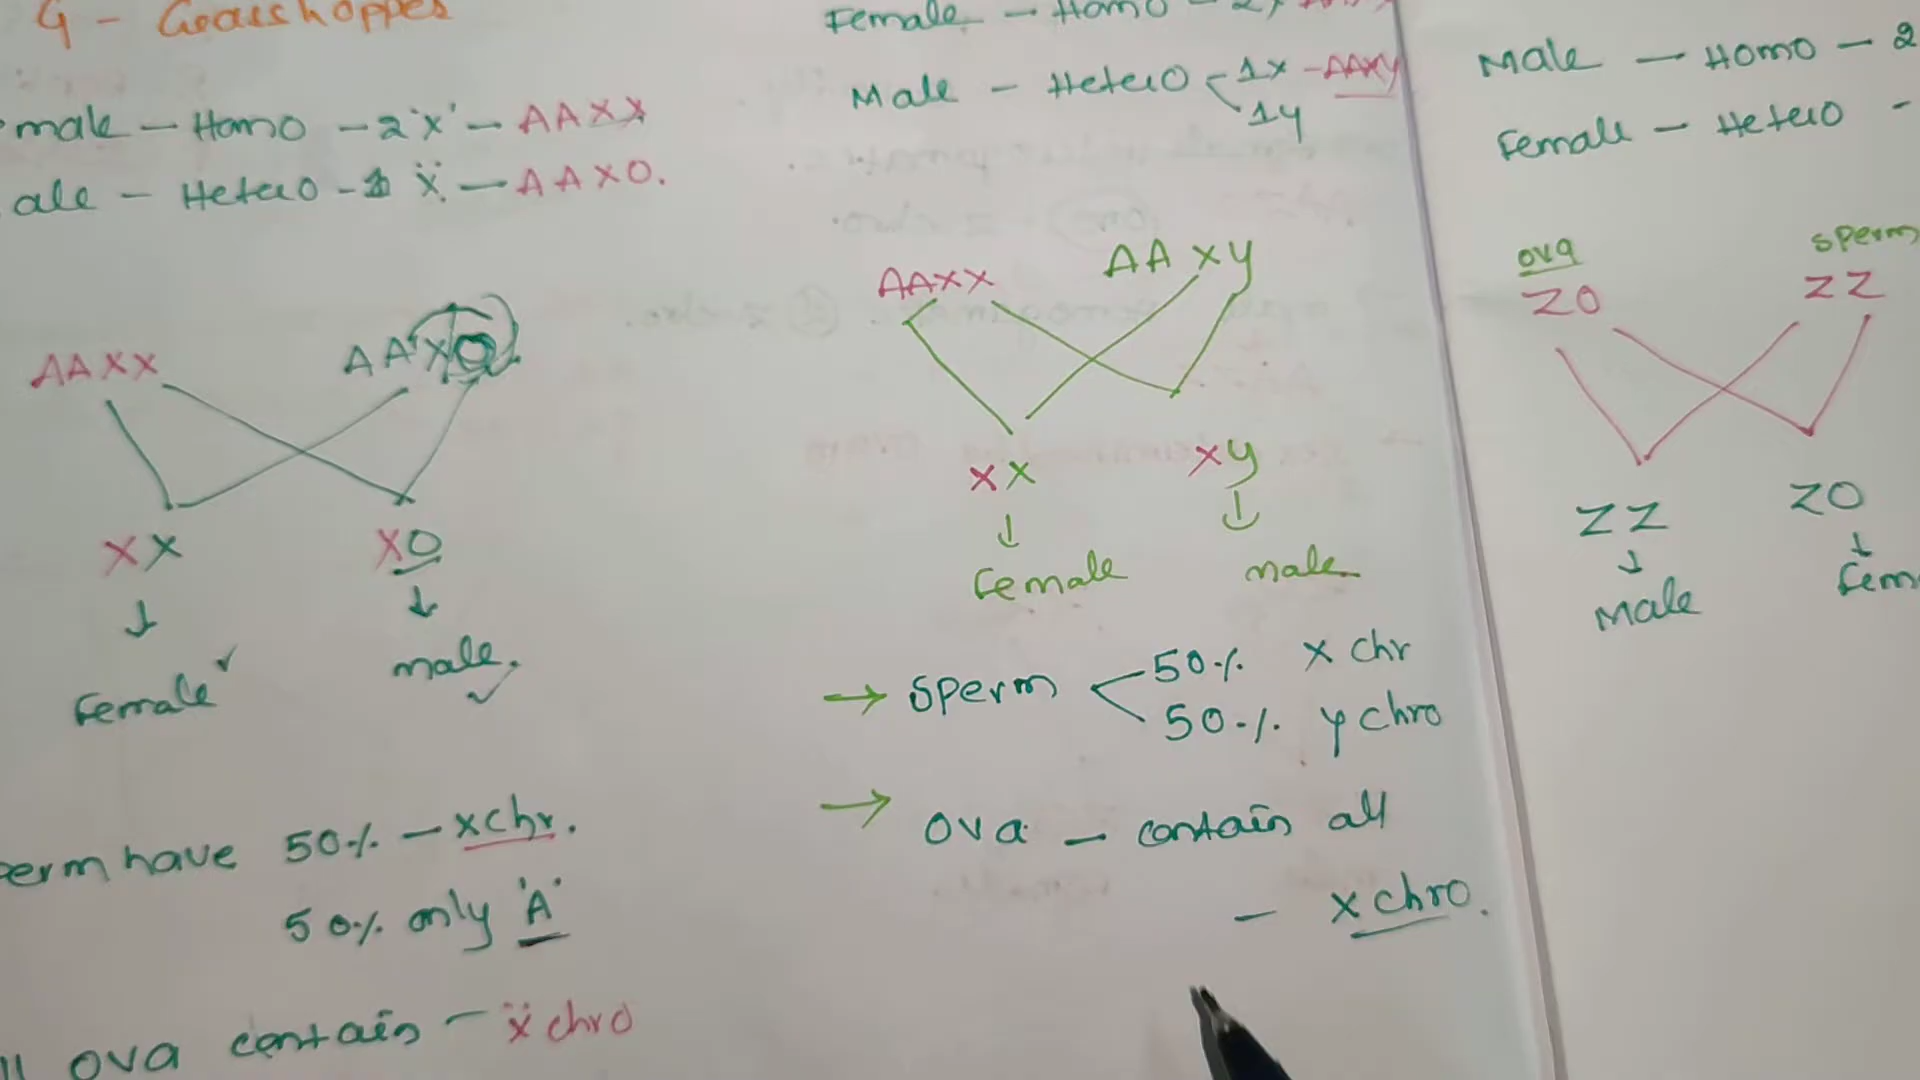 G - Grasshopper
male - Homo - 2'X' - AAXX
ale - Hetero - 1 X - AAXO.
AAXX AAXO
XX XO
Female male.
erm have 50% - xchr.
50% only 'A'
ll ova contain - x chro
Female - Homo - 2
Male - Hetero 1x - AAXY
1y
AAXX AA XY
XX XY
Female male
→ Sperm 50% X chr
50% y chro
→ Ova - contain all
- x chro.
Male - Homo - 2
Female - Hetero -
ova sperm
ZO ZZ
ZZ ZO
Male Fem